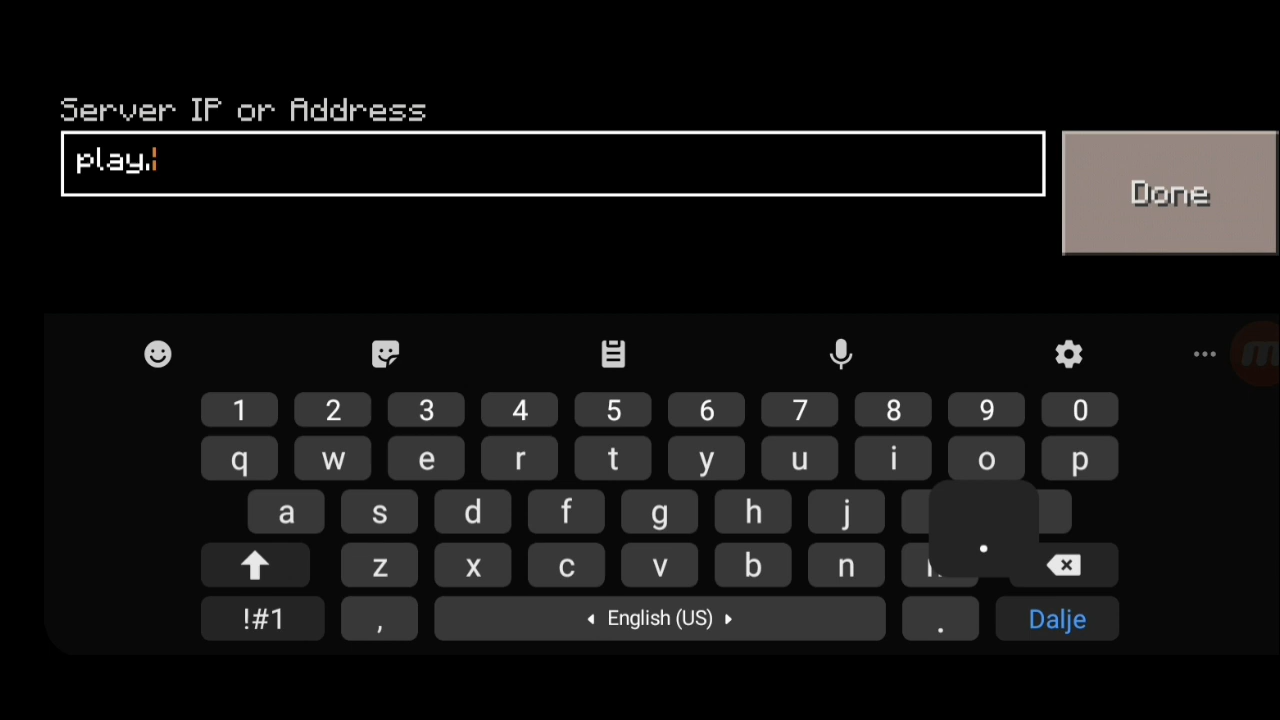 Server IP or Address
play.
Done
1 2 3 4 5 6 7 8 9 0
q w e r t y u i o p
a s d f g h j
.
z x c v b n
!#1 , English (US) . Dalje